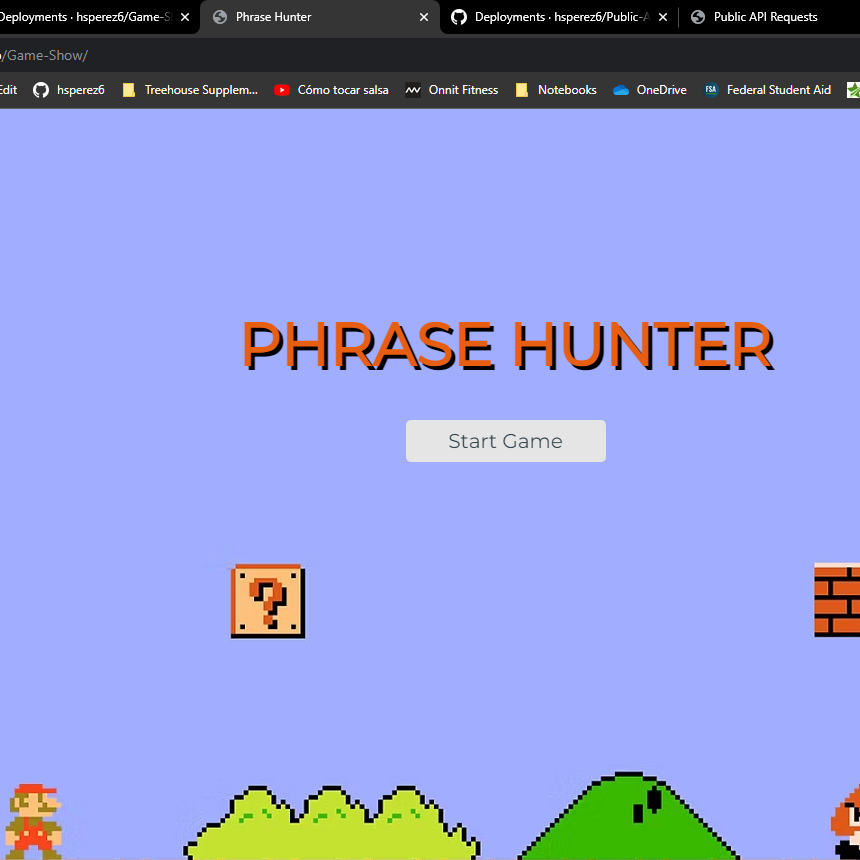 Deployments · hsperez6/Game-S
Phrase Hunter
Deployments · hsperez6/Public-A
Public API Requests
/Game-Show/
Edit
hsperez6
Treehouse Supplem...
Cómo tocar salsa
Onnit Fitness
Notebooks
OneDrive
FSA
Federal Student Aid
PHRASE HUNTER
Start Game
?